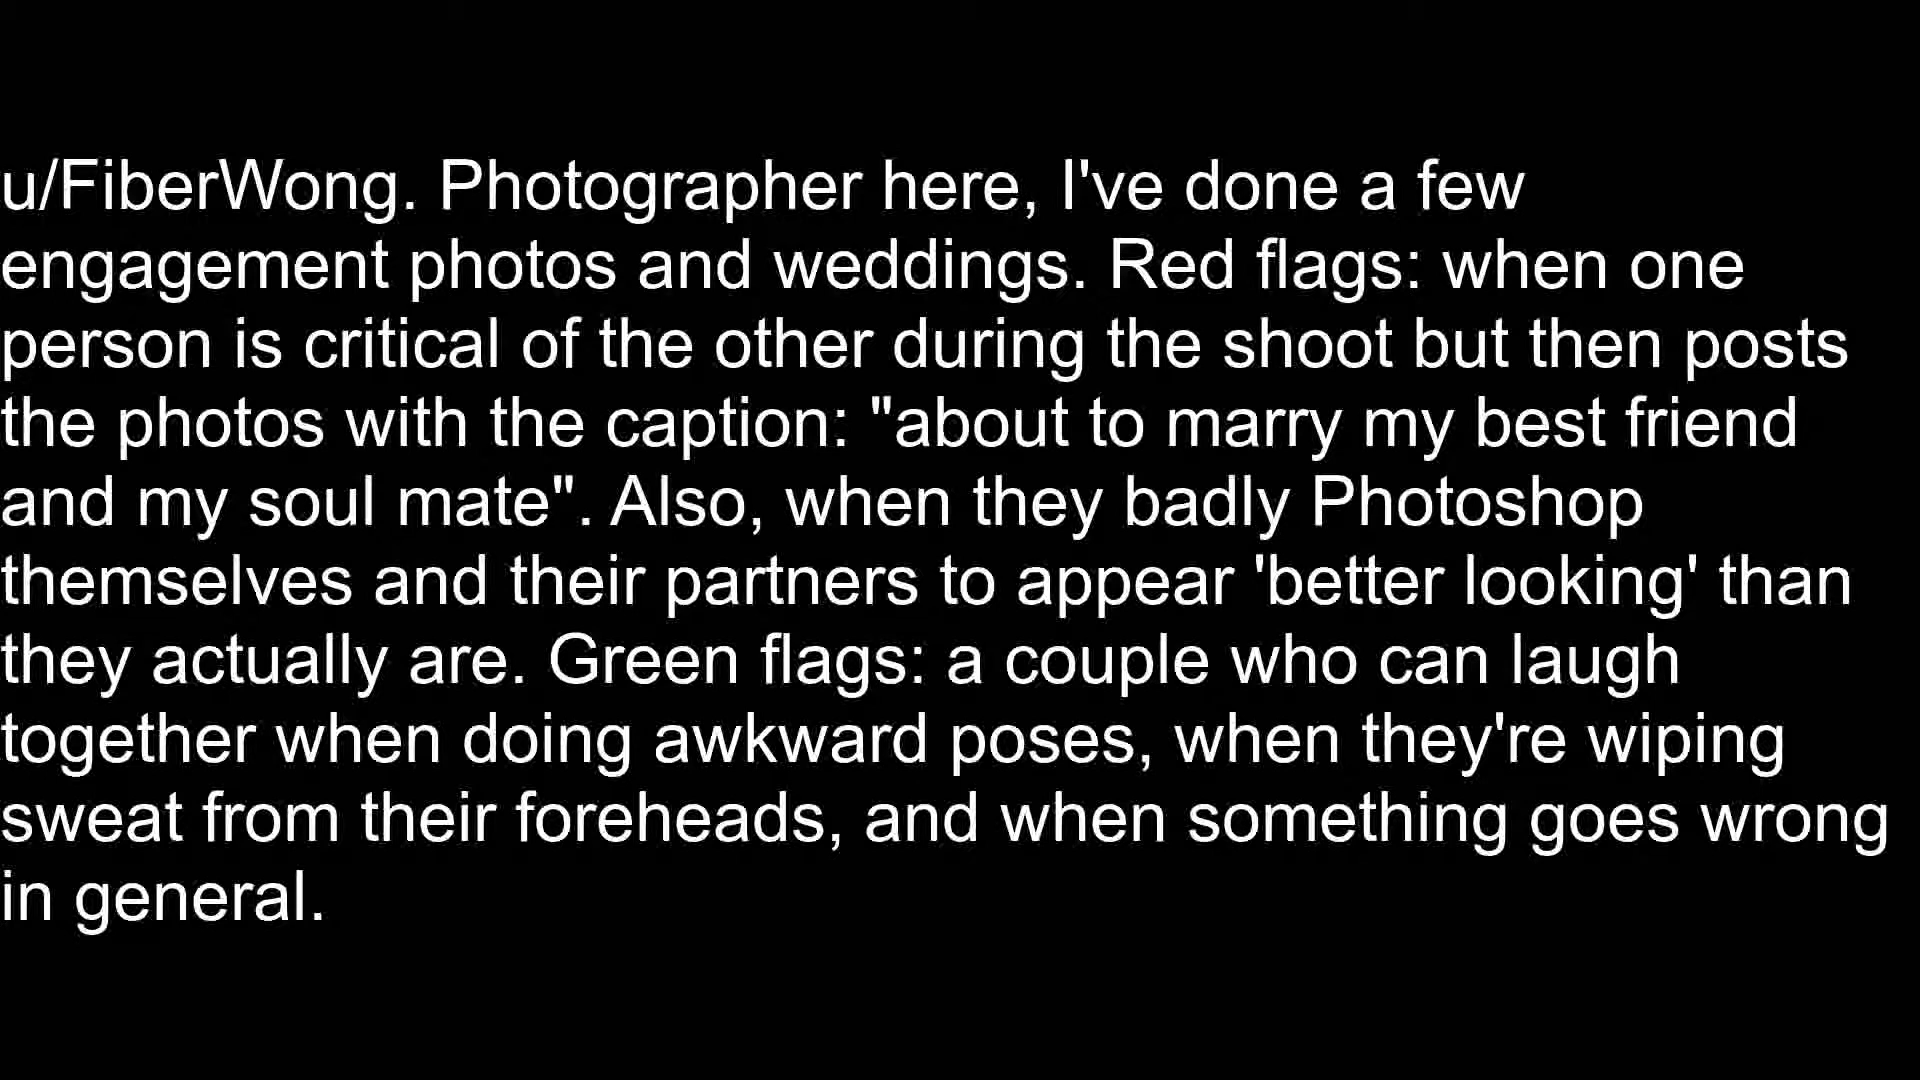 u/FiberWong. Photographer here, I've done a few
engagement photos and weddings. Red flags: when one
person is critical of the other during the shoot but then posts
the photos with the caption: "about to marry my best friend
and my soul mate". Also, when they badly Photoshop
themselves and their partners to appear 'better looking' than
they actually are. Green flags: a couple who can laugh
together when doing awkward poses, when they're wiping
sweat from their foreheads, and when something goes wrong
in general.